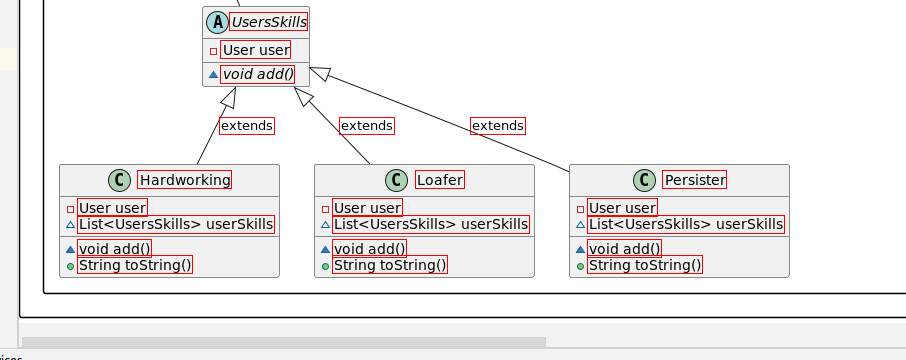 A UsersSkills
User user
void add()
extends
extends
extends
C Hardworking
User user
List<UsersSkills> userSkills
void add()
String toString()
C Loafer
User user
List<UsersSkills> userSkills
void add()
String toString()
C Persister
User user
List<UsersSkills> userSkills
void add()
String toString()